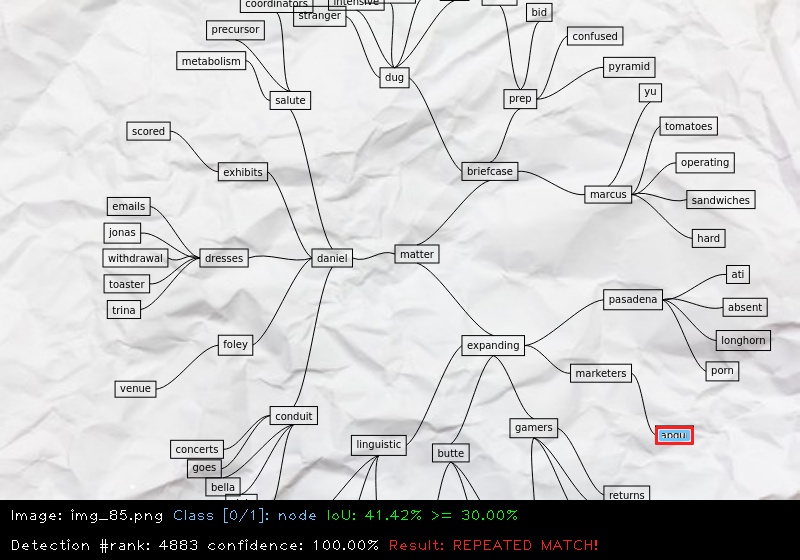 coordinators
intensive
stranger
bid
precursor
confused
metabolism
pyramid
dug
yu
salute
prep
scored
tomatoes
operating
exhibits
briefcase
marcus
sandwiches
emails
jonas
hard
withdrawal
dresses
daniel
matter
ati
toaster
pasadena
trina
absent
longhorn
foley
expanding
porn
marketers
venue
conduit
gamers
concerts
linguistic
butte
goes
bella
returns
Image: img_85.png Class [0/1]: node IoU: 41.42% >= 30.00%
Detection #rank: 4883 confidence: 100.00% Result: REPEATED MATCH!